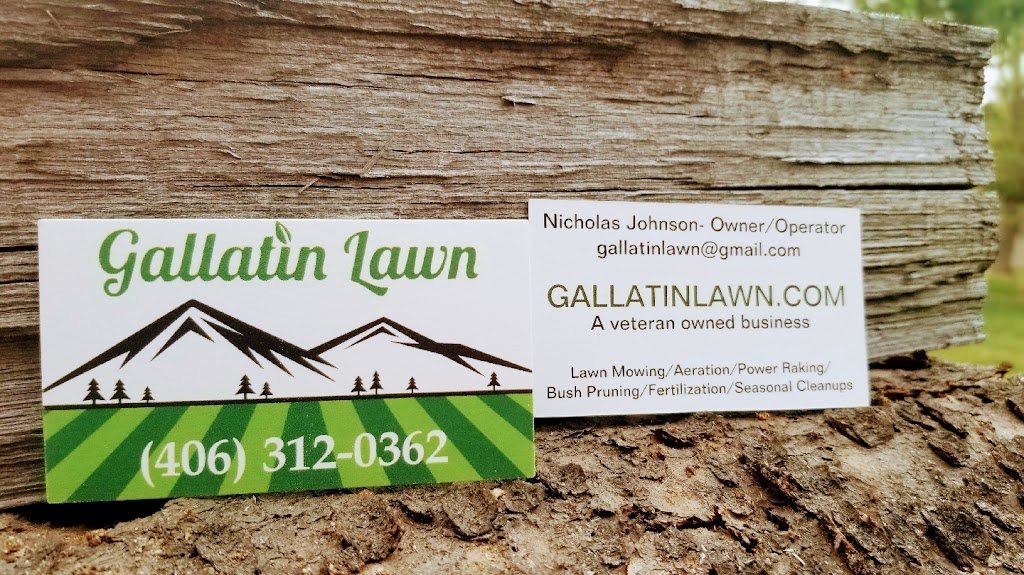 Gallatin Lawn
(406) 312-0362
Nicholas Johnson- Owner/Operator
gallatinlawn@gmail.com
GALLATINLAWN.COM
A veteran owned business
Lawn Mowing/Aeration/Power Raking/
Bush Pruning/Fertilization/Seasonal Cleanups